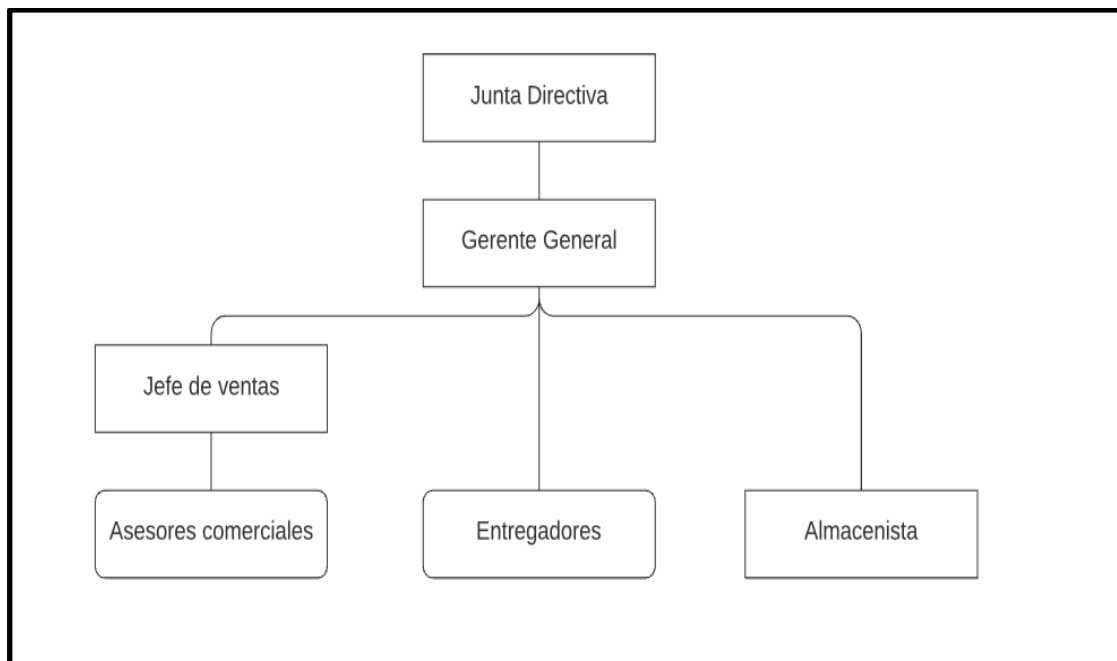 Junta Directiva
Gerente General
Jefe de ventas
Asesores comerciales
Entregadores
Almacenista